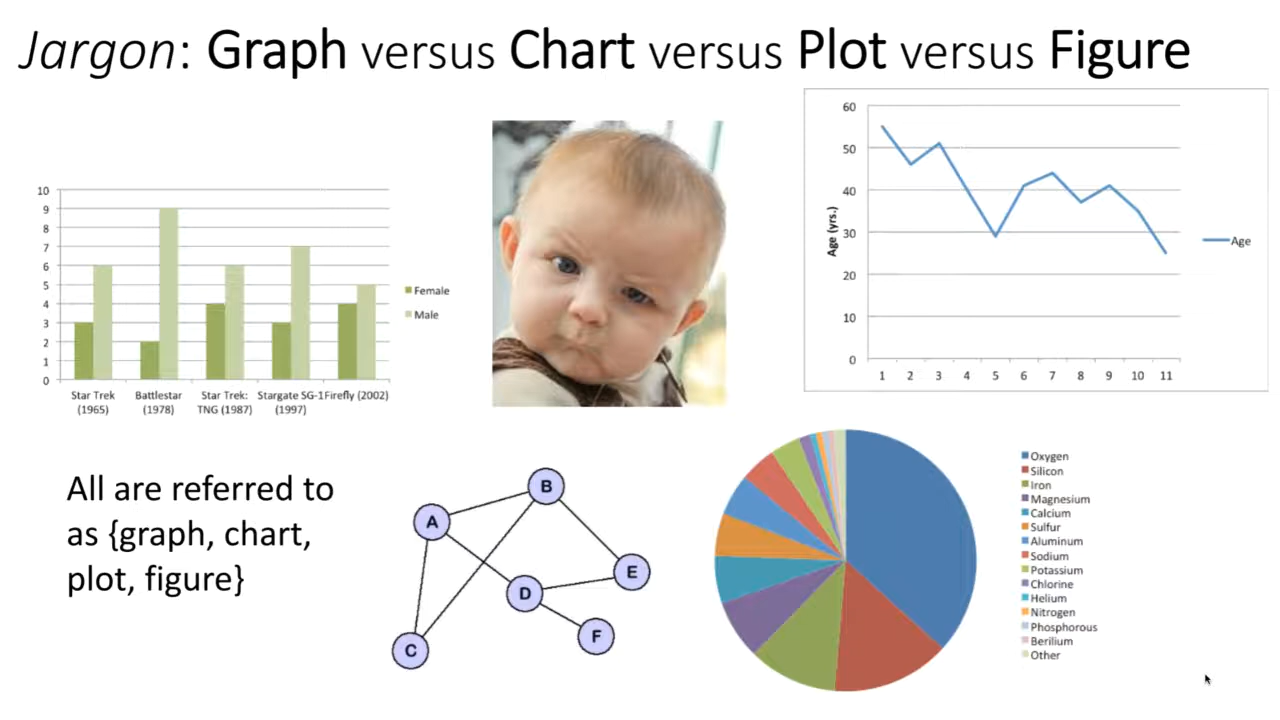 Jargon: Graph versus Chart versus Plot versus Figure
10
9
8
7
6
5
4
3
2
1
0
Star Trek
(1965)
Battlestar
(1978)
Star Trek:
TNG (1987)
Stargate SG-1
(1997)
Firefly (2002)
Female
Male
60
50
40
30
20
10
0
Age (yrs.)
1 2 3 4 5 6 7 8 9 10 11
Age
All are referred to
as {graph, chart,
plot, figure}
A
B
C
D
E
F
Oxygen
Silicon
Iron
Magnesium
Calcium
Sulfur
Aluminum
Sodium
Potassium
Chlorine
Helium
Nitrogen
Phosphorous
Berilium
Other